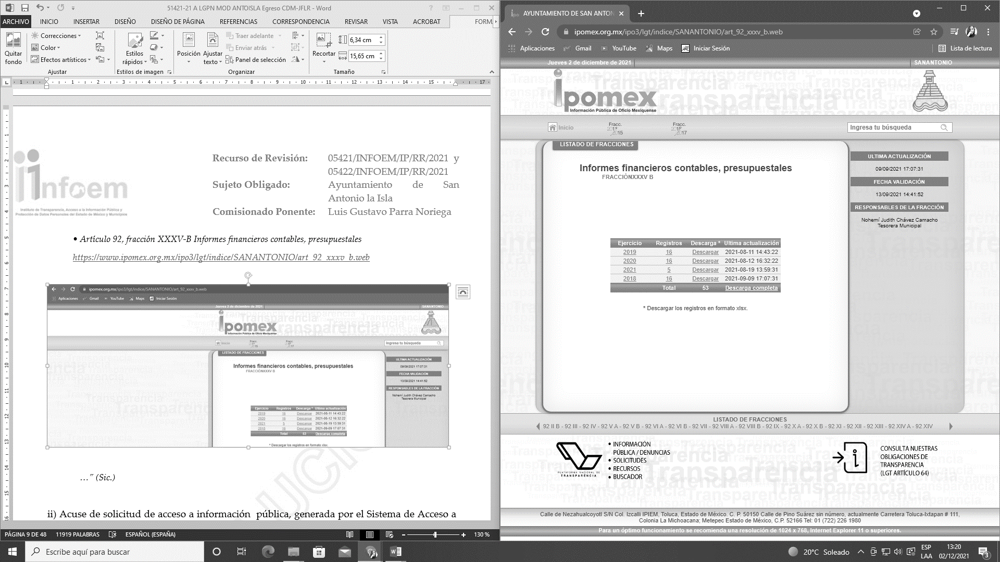 51421-21 A LGPN MOD ANTOISLA Egreso CDM-JFLR - Word
ARCHIVO INICIO INSERTAR DISEÑO DISEÑO DE PÁGINA REFERENCIAS CORRESPONDENCIA REVISAR VISTA ACROBAT FORM
Quitar fondo
Correcciones
Color
Efectos artísticos
Ajustar
Estilos rápidos
Estilos de imagen
Posición
Ajustar texto
Traer adelante
Enviar atrás
Panel de selección
Organizar
Recortar
6,34 cm
15,65 cm
Tamaño
1 1 2 3 4 5 6 7 8 9 10 11 12 13 14 15 17
infoem
Instituto de Transparencia, Acceso a la Información Pública y
Protección de Datos Personales del Estado de México y Municipios
Recurso de Revisión: 05421/INFOEM/IP/RR/2021 y
05422/INFOEM/IP/RR/2021
Sujeto Obligado: Ayuntamiento de San
Antonio la Isla
Comisionado Ponente: Luis Gustavo Parra Noriega
• Artículo 92, fracción XXXV-B Informes financieros contables, presupuestales
https://www.ipomex.org.mx/ipo3/lgt/indice/SANANTONIO/art_92_xxxv_b.web
ipomex.org.mx/ipo3/lgt/indice/SANANTONIO/art_92_xxxv_b.web
Aplicaciones Gmail YouTube Maps Iniciar Sesión
Jueves 2 de diciembre de 2021 SANANTONIO
ipomex
Información Pública de Oficio Mexiquense
Inicio Fracc. 2015 Fracc. 2017 Ingresa tu búsqueda
LISTADO DE FRACCIONES
Informes financieros contables, presupuestales
FRACCIÓNXXXV B
ULTIMA ACTUALIZACIÓN
09/09/2021 17:07:31
FECHA VALIDACIÓN
13/09/2021 14:41:52
RESPONSABLES DE LA FRACCIÓN
Nohemí Judith Chávez Camacho
Tesorera Municipal
Ejercicio Registros Descarga * Ultima actualización
2019 16 Descargar 2021-08-11 14:43:22
2020 16 Descargar 2021-08-12 16:32:22
2021 5 Descargar 2021-08-19 13:59:31
2018 16 Descargar 2021-09-09 17:07:31
Total 53 Descarga completa
* Descargar los registros en formato xlsx.
…” (Sic.)
ii) Acuse de solicitud de acceso a información pública, generada por el Sistema de Acceso a
PÁGINA 9 DE 48 11919 PALABRAS ESPAÑOL (ESPAÑA) 130 %
AYUNTAMIENTO DE SAN ANTON
ipomex.org.mx/ipo3/lgt/indice/SANANTONIO/art_92_xxxv_b.web
Aplicaciones Gmail YouTube Maps Iniciar Sesión Lista de lectura
Jueves 2 de diciembre de 2021 SANANTONIO
Transparencia
ipomex
Información Pública de Oficio Mexiquense
Inicio Fracc. 2015 Fracc. 2017 Ingresa tu búsqueda
LISTADO DE FRACCIONES
Informes financieros contables, presupuestales
FRACCIÓNXXXV B
ULTIMA ACTUALIZACIÓN
09/09/2021 17:07:31
FECHA VALIDACIÓN
13/09/2021 14:41:52
RESPONSABLES DE LA FRACCIÓN
Nohemí Judith Chávez Camacho
Tesorera Municipal
Ejercicio Registros Descarga * Ultima actualización
2019 16 Descargar 2021-08-11 14:43:22
2020 16 Descargar 2021-08-12 16:32:22
2021 5 Descargar 2021-08-19 13:59:31
2018 16 Descargar 2021-09-09 17:07:31
Total 53 Descarga completa
* Descargar los registros en formato xlsx.
LISTADO DE FRACCIONES
92 II B - 92 III - 92 IV - 92 V A - 92 V B - 92 VI A - 92 VI B - 92 VII - 92 VIII A - 92 VIII B - 92 IX - 92 X A - 92 X B - 92 XI - 92 XII - 92 XIII - 92 XIV A - 92 XIV
PLATAFORMA NACIONAL DE
TRANSPARENCIA
• INFORMACIÓN
PÚBLICA / DENUNCIAS
• SOLICITUDES
• RECURSOS
• BUSCADOR
CONSULTA NUESTRAS
OBLIGACIONES DE
TRANSPARENCIA
(LGT ARTÍCULO 64)
Calle de Nezahualcoyotl S/N Col. Izcalli IPIEM, Toluca, Estado de México. C. P. 50150 Calle de Pino Suárez sin número, actualmente Carretera Toluca-Ixtapan # 111,
Colonia La Michoacana; Metepec Estado de México, C.P. 52166 Tel: 01 (722) 226 1980
Para un óptimo funcionamiento se recomienda una resolución de 1024 x 768, Internet Explorer 11 o superiores.
Escribe aquí para buscar
20°C Soleado
ESP
LAA
13:20
02/12/2021
3